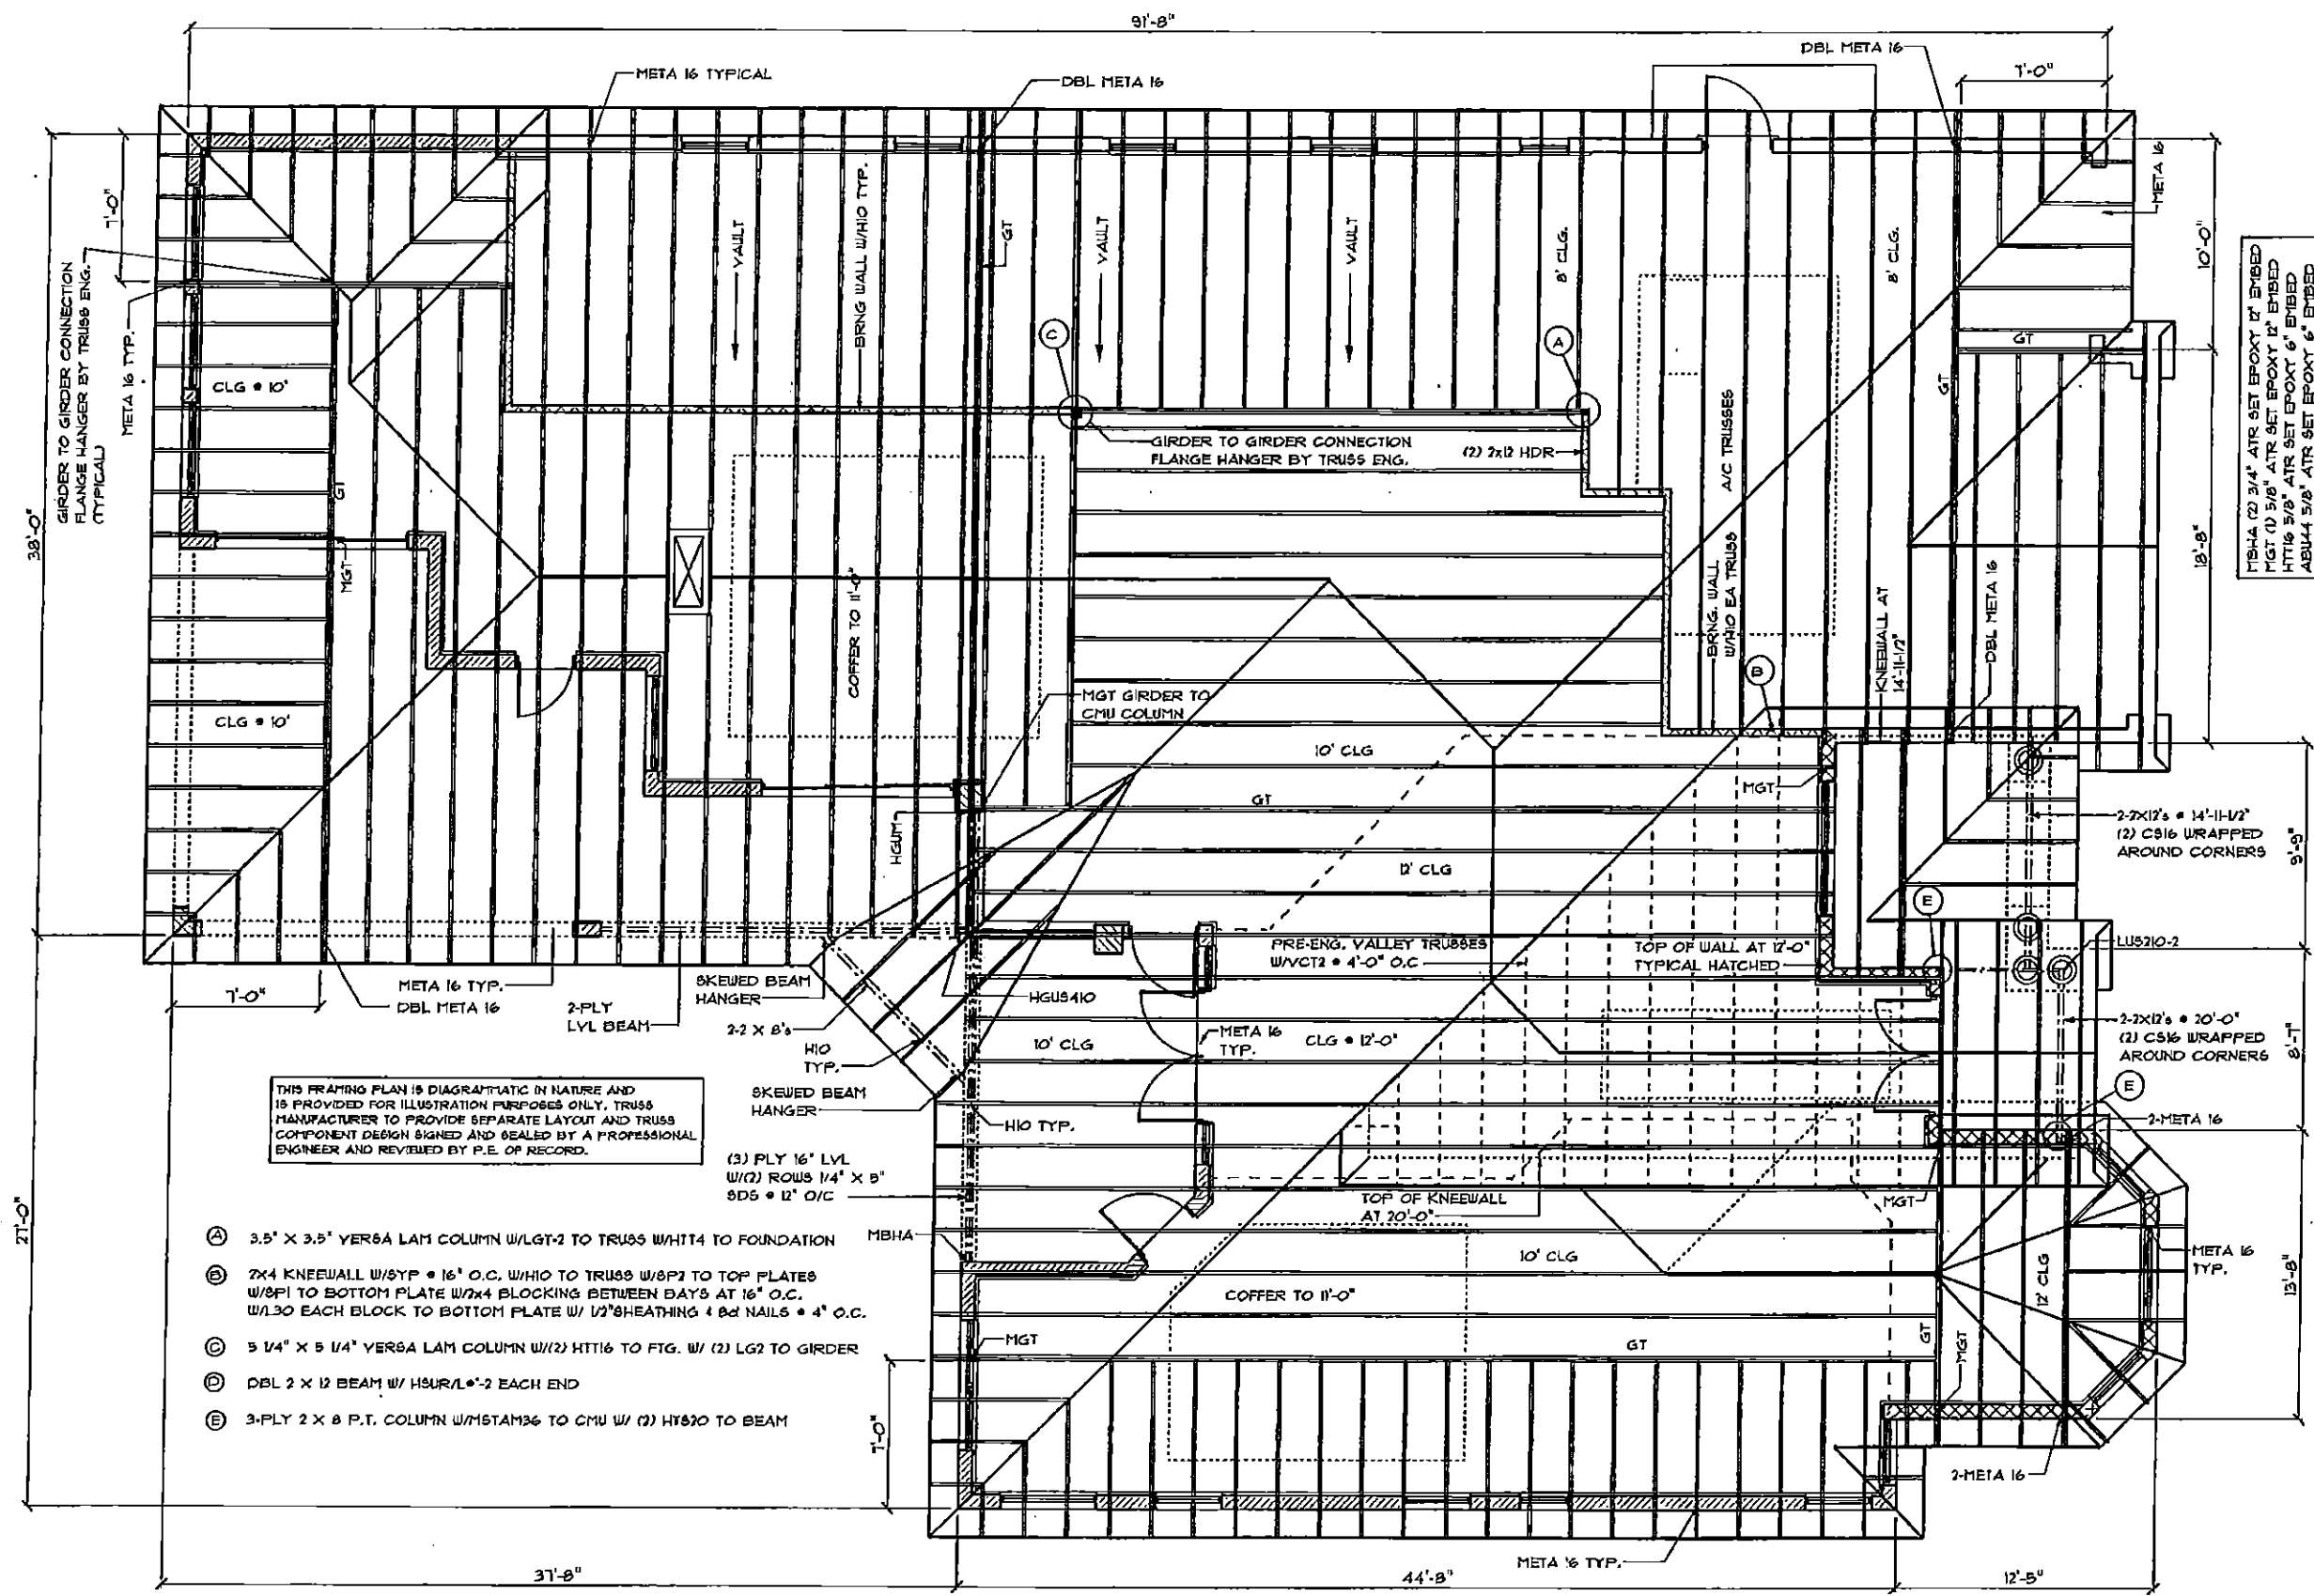 91'-8"
META 16 TYPICAL
DBL META 16
DBL META 16
7'-0"
7'-0"
38'-0"
GIRDER TO GIRDER CONNECTION
FLANGE HANGER BY TRUSS ENG.
(TYPICAL)
META 16 TYP.
VAULT
BRNG WALL W/H10 TYP.
GT
VAULT
VAULT
8' CLG.
8' CLG.
META 16
10'-0"
MBHA (2) 3/4" ATR SET EPOXY 12" EMBED
MGT (1) 5/8" ATR SET EPOXY 12" EMBED
HTT16 5/8" ATR SET EPOXY 6" EMBED
ABU44 5/8" ATR SET EPOXY 6" EMBED
C
A
GT
GT
CLG @ 10'
GT
GIRDER TO GIRDER CONNECTION
FLANGE HANGER BY TRUSS ENG.
(2) 2x12 HDR
A/C TRUSSES
18'-8"
MGT
COFFER TO 11'-0"
BRNG. WALL
W/H10 EA TRUSS
KNEEWALL AT
14'-11-1/2"
DBL META 16
B
CLG @ 10'
MGT GIRDER TO
CMU COLUMN
10' CLG
MGT
GT
HGUM
2-2X12's @ 14'-11-1/2"
(2) CS16 WRAPPED
AROUND CORNERS
9'-9"
12' CLG
E
PRE-ENG. VALLEY TRUSSES
W/VCT2 @ 4'-0" O.C
TOP OF WALL AT 12'-0"
TYPICAL HATCHED
LUS210-2
7'-0"
META 16 TYP.
DBL META 16
2-PLY
LVL BEAM
SKEWED BEAM
HANGER
2-2 X 8's
HGUS410
H10
TYP.
10' CLG
META 16
TYP.
CLG @ 12'-0"
2-2X12's @ 20'-0"
(2) CS16 WRAPPED
AROUND CORNERS
8'-7"
THIS FRAMING PLAN IS DIAGRAMMATIC IN NATURE AND
IS PROVIDED FOR ILLUSTRATION PURPOSES ONLY. TRUSS
MANUFACTURER TO PROVIDE SEPARATE LAYOUT AND TRUSS
COMPONENT DESIGN SIGNED AND SEALED BY A PROFESSIONAL
ENGINEER AND REVIEWED BY P.E. OF RECORD.
SKEWED BEAM
HANGER
H10 TYP.
E
2-META 16
(3) PLY 16" LVL
W/(2) ROWS 1/4" X 5"
SDS @ 12" O/C
TOP OF KNEEWALL
AT 20'-0"
MGT
27'-0"
MBHA
10' CLG
12' CLG
META 16
TYP.
13'-8"
A 3.5" X 3.5" VERSA LAM COLUMN W/LGT-2 TO TRUSS W/HTT4 TO FOUNDATION
B 2X4 KNEEWALL W/SYP @ 16" O.C. W/H10 TO TRUSS W/SP2 TO TOP PLATES
W/SP1 TO BOTTOM PLATE W/2x4 BLOCKING BETWEEN BAYS AT 16" O.C.
W/L30 EACH BLOCK TO BOTTOM PLATE W/ 1/2"SHEATHING & 8d NAILS @ 4" O.C.
COFFER TO 11'-0"
C 5 1/4" X 5 1/4" VERSA LAM COLUMN W/(2) HTT16 TO FTG. W/ (2) LG2 TO GIRDER
MGT
GT
GT
MGT
D DBL 2 X 12 BEAM W/ HSUR/L*-2 EACH END
E 3-PLY 2 X 8 P.T. COLUMN W/MSTAM36 TO CMU W/ (2) HTS20 TO BEAM
7'-0"
2-META 16
META 16 TYP.
37'-8"
44'-8"
12'-5"